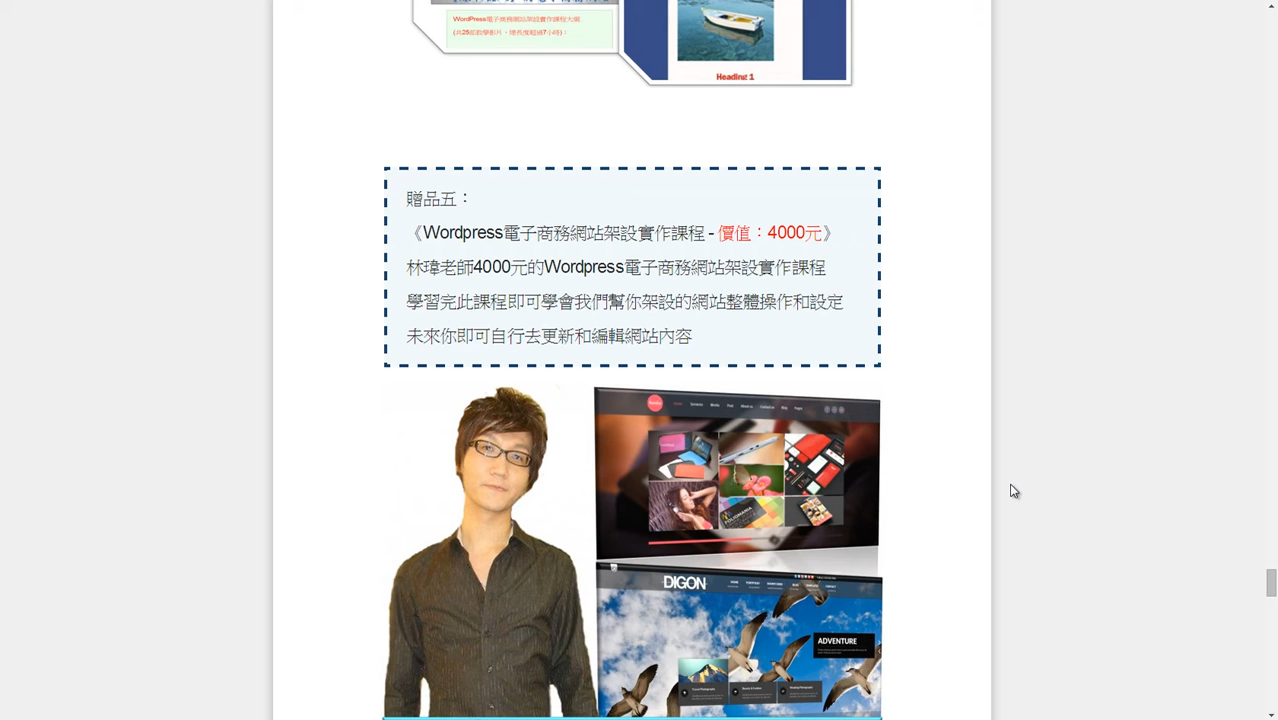 WordPress電子商務網站架設實作課程大綱
Heading 1
贈品五：
《Wordpress電子商務網站架設實作課程 - 價值：4000元》
林瑋老師4000元的Wordpress電子商務網站架設實作課程
學習完此課程即可學會我們幫你架設的網站整體操作和設定
未來你即可自行去更新和編輯網站內容
DIGON
ADVENTURE